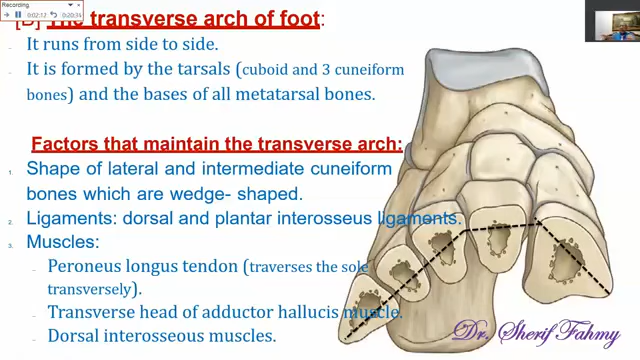 Recording
0:02:12
0:20:34
[D] The transverse arch of foot:
– It runs from side to side.
– It is formed by the tarsals (cuboid and 3 cuneiform
bones) and the bases of all metatarsal bones.
Factors that maintain the transverse arch:
1. Shape of lateral and intermediate cuneiform
bones which are wedge- shaped.
2. Ligaments: dorsal and plantar interosseus ligaments.
3. Muscles:
– Peroneus longus tendon (traverses the sole
transversely).
– Transverse head of adductor hallucis muscle.
– Dorsal interosseous muscles.
Dr. Sherif Fahmy